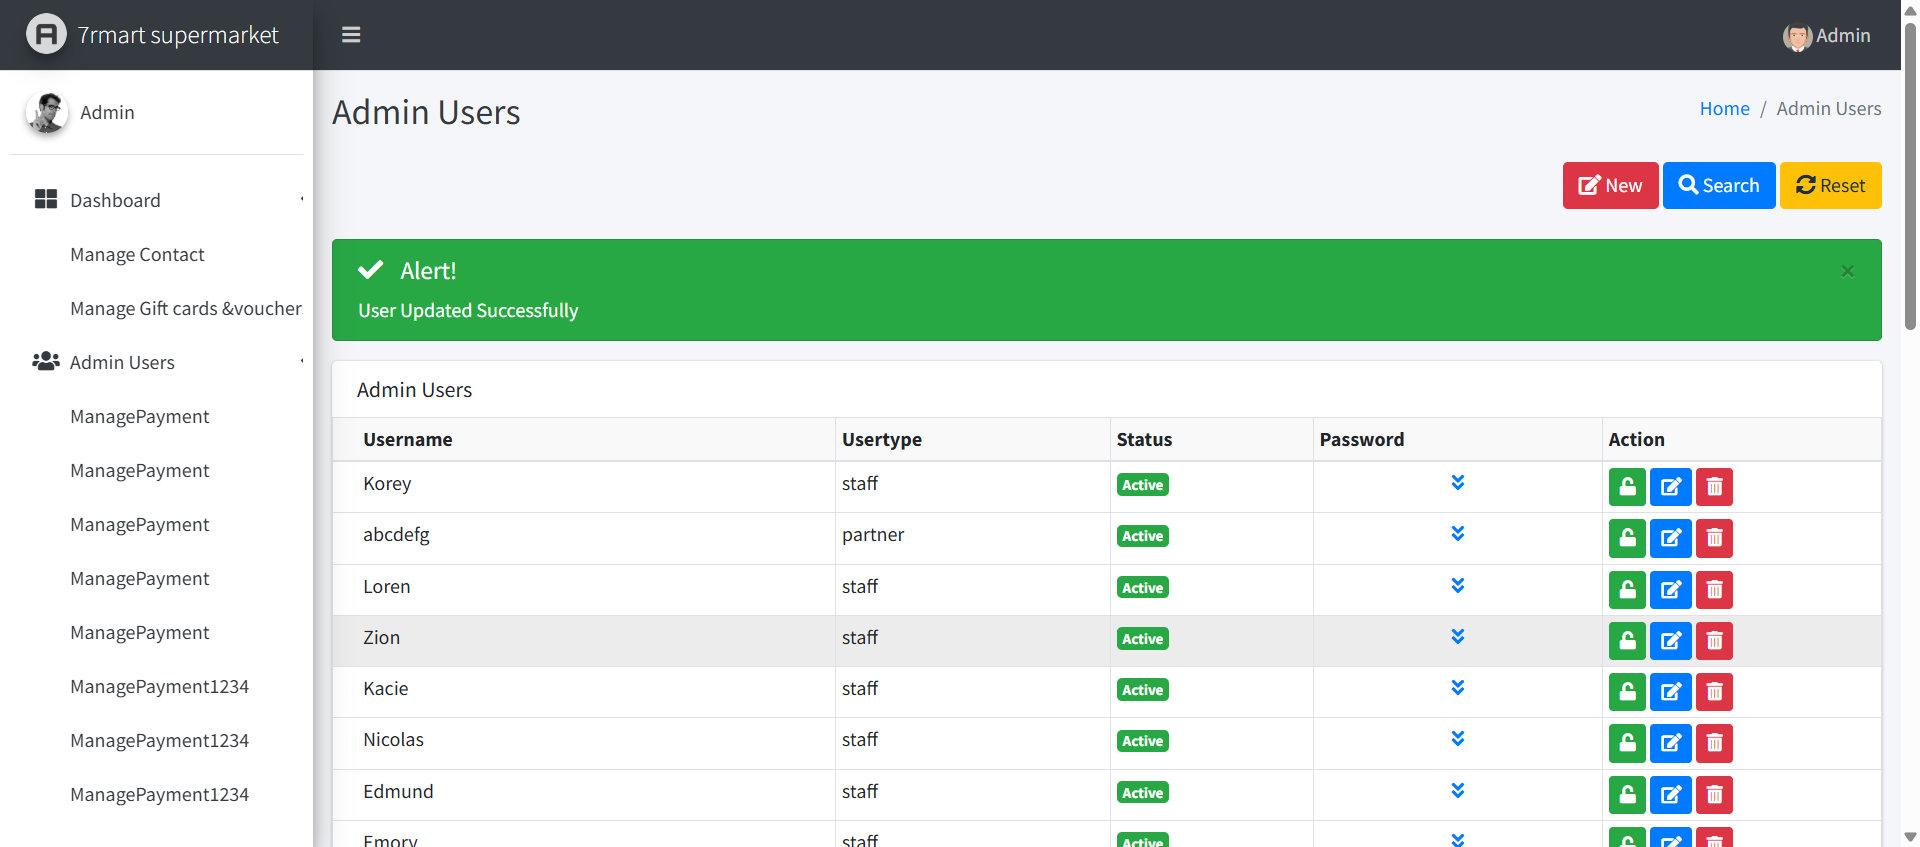 7rmart supermarket
Admin
Admin
Admin Users
Home / Admin Users
Dashboard
Manage Contact
Manage Gift cards &voucher
Admin Users
ManagePayment
ManagePayment
ManagePayment
ManagePayment
ManagePayment
ManagePayment1234
ManagePayment1234
ManagePayment1234
New Search Reset
Alert!
×
User Updated Successfully
Admin Users
Username Usertype Status Password Action
Korey staff Active
abcdefg partner Active
Loren staff Active
Zion staff Active
Kacie staff Active
Nicolas staff Active
Edmund staff Active
Emory staff Active